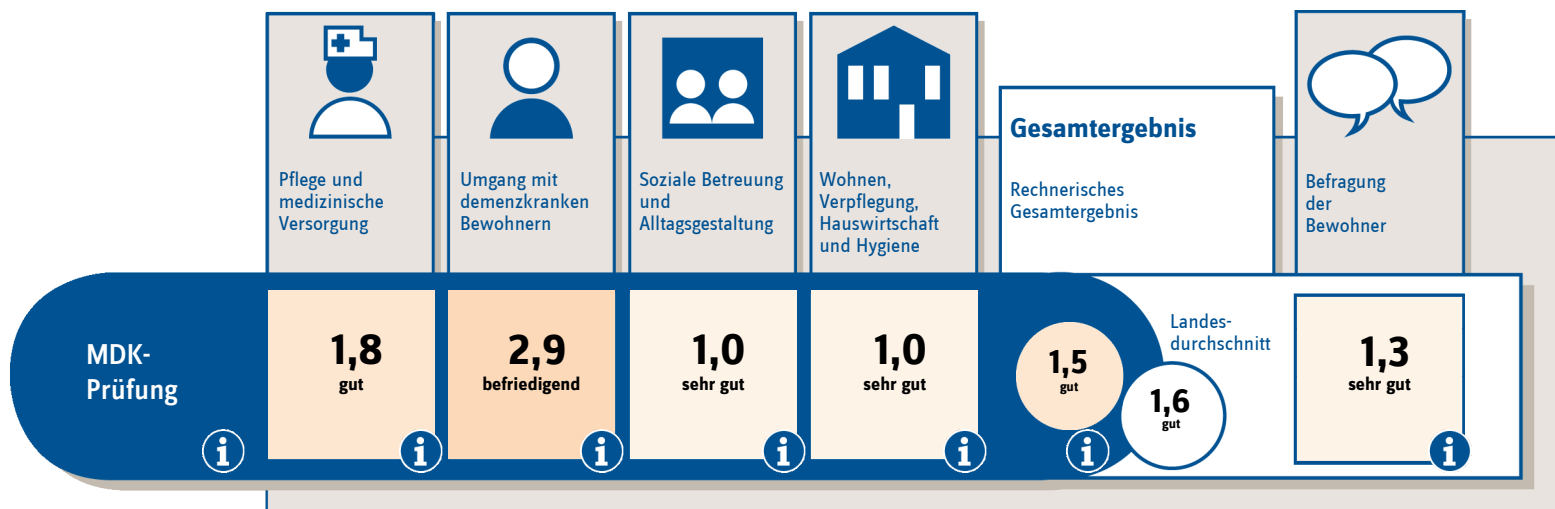 Pflege und
medizinische
Versorgung
Umgang mit
demenzkranken
Bewohnern
Soziale Betreuung
und
Alltagsgestaltung
Wohnen,
Verpflegung,
Hauswirtschaft
und Hygiene
Gesamtergebnis
Rechnerisches
Gesamtergebnis
Befragung
der
Bewohner
MDK-
Prüfung
i
1,8
gut
i
2,9
befriedigend
i
1,0
sehr gut
i
1,0
sehr gut
i
1,5
gut
i
Landes-
durchschnitt
1,6
gut
1,3
sehr gut
i